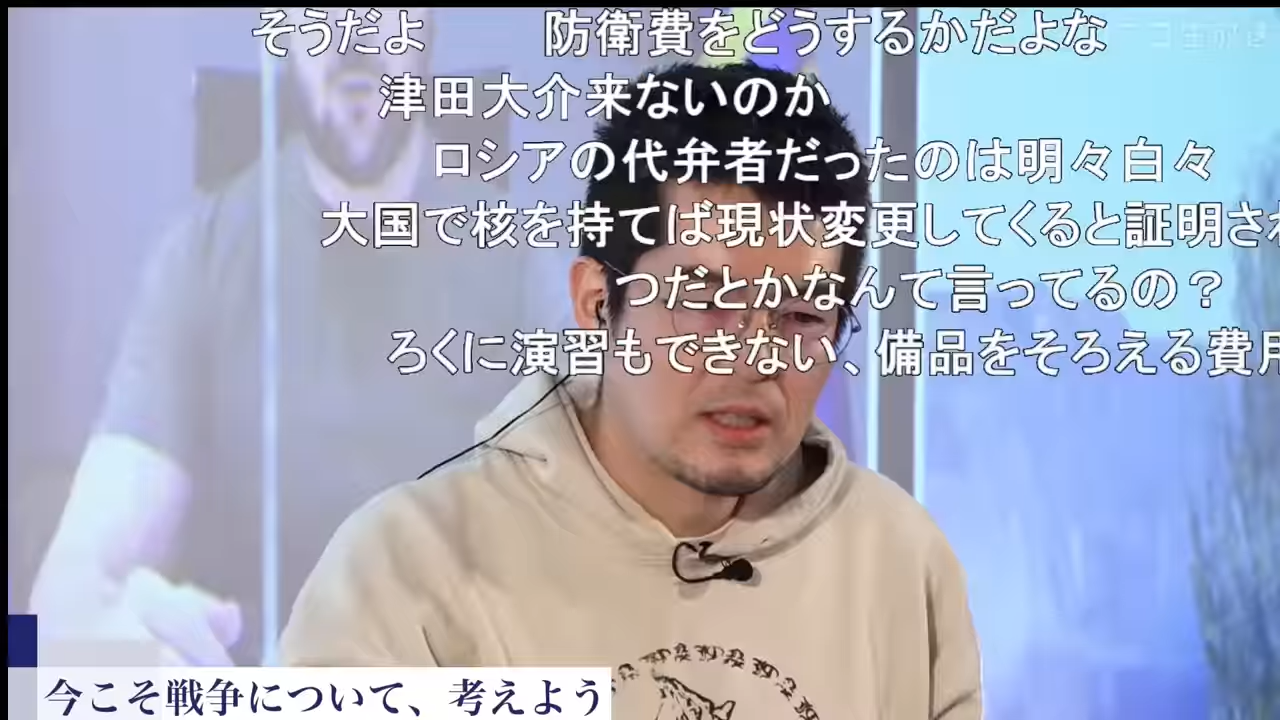 そうだよ 防衛費をどうするかだよな
津田大介来ないのか
ロシアの代弁者だったのは明々白々
大国で核を持てば現状変更してくると証明され
つだとかなんて言ってるの？
ろくに演習もできない、備品をそろえる費用
今こそ戦争について、考えよう